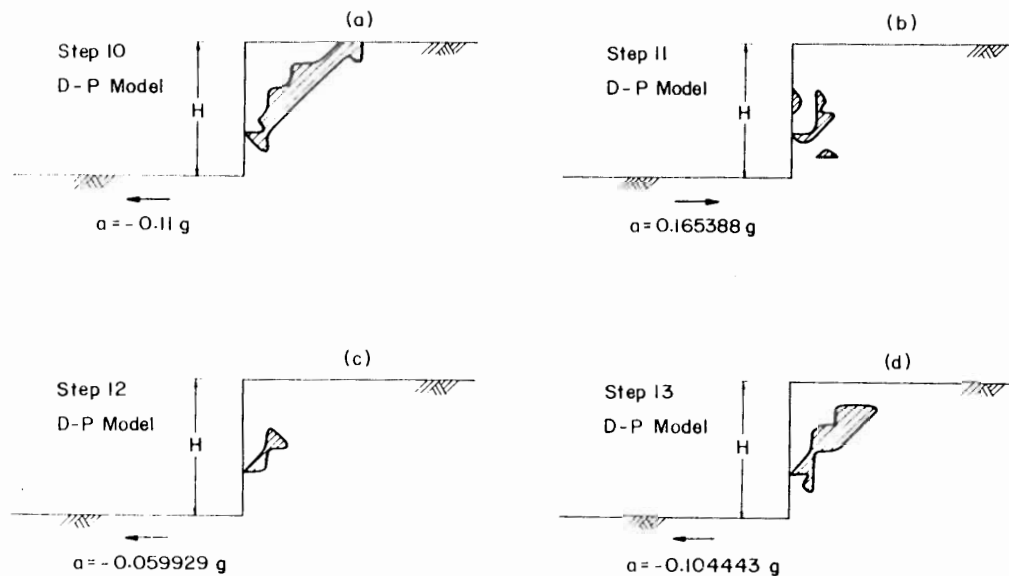 (a)
Step 10
D-P Model
H
a = - 0.11 g
(b)
Step 11
D-P Model
H
a = 0.165388 g
(c)
Step 12
D-P Model
H
a = - 0.059929 g
(d)
Step 13
D-P Model
H
a = -0.104443 g